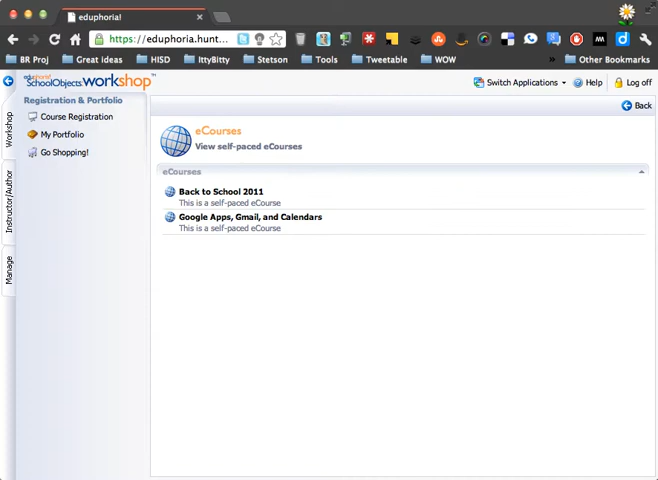 eduphoria!
https://eduphoria.hunt...
BR Proj
Great ideas
HISD
IttyBitty
Stetson
Tools
Tweetable
WOW
»
Other Bookmarks
eduphoria!
SchoolObjects:workshop™
Switch Applications
Help
Log off
Registration & Portfolio
Back
Workshop
Course Registration
My Portfolio
Go Shopping!
Instructor/Author
Manage
eCourses
View self-paced eCourses
eCourses
Back to School 2011
This is a self-paced eCourse
Google Apps, Gmail, and Calendars
This is a self-paced eCourse